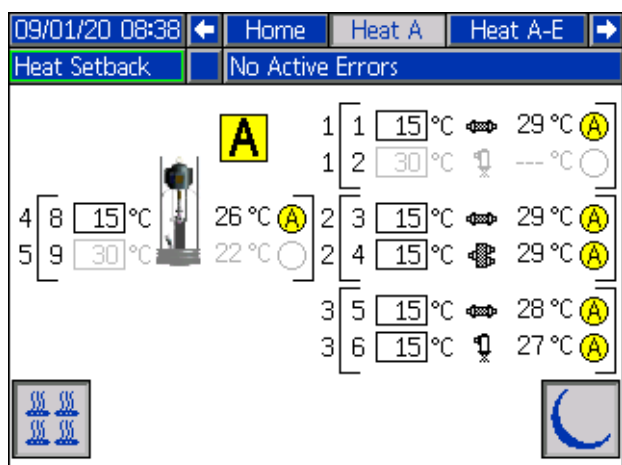 09/01/20 08:38 Home Heat A Heat A-E
Heat Setback No Active Errors
A
1 1 15 °C 29 °C A
1 2 30 °C --- °C
4 8 15 °C 26 °C A
5 9 30 °C 22 °C
2 3 15 °C 29 °C A
2 4 15 °C 29 °C A
3 5 15 °C 28 °C A
3 6 15 °C 27 °C A